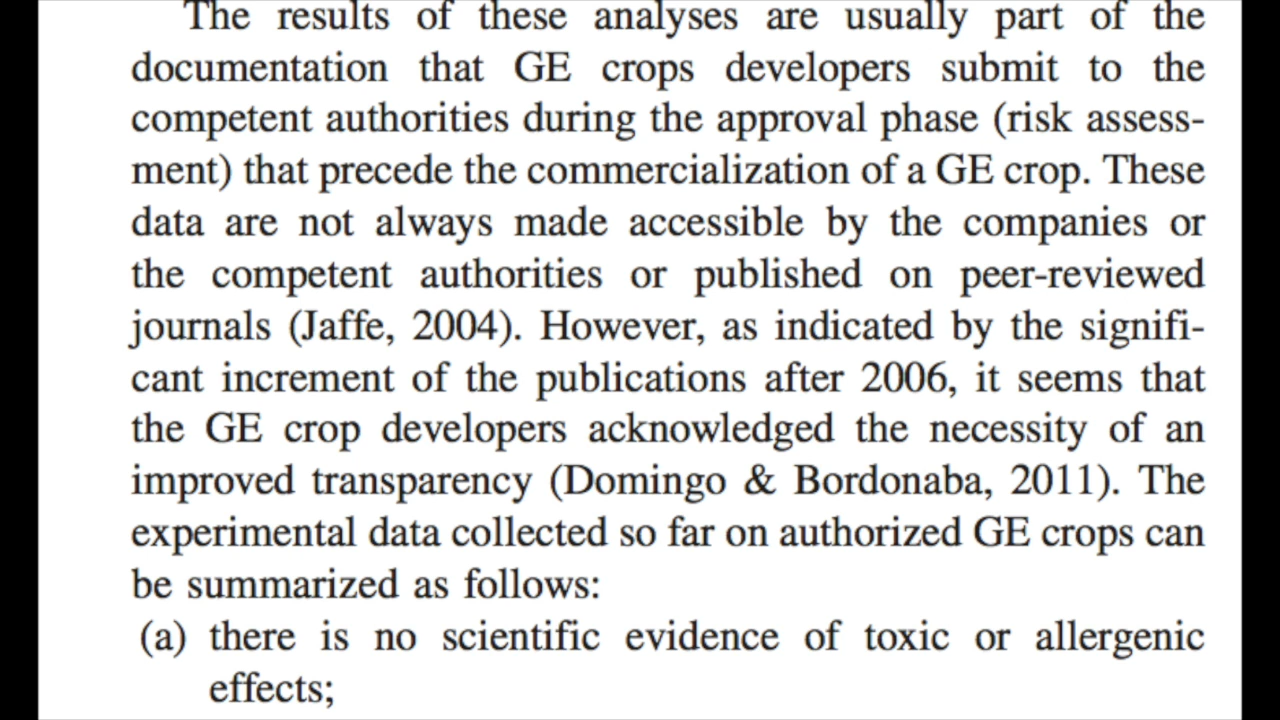 The results of these analyses are usually part of the
documentation that GE crops developers submit to the
competent authorities during the approval phase (risk assess-
ment) that precede the commercialization of a GE crop. These
data are not always made accessible by the companies or
the competent authorities or published on peer-reviewed
journals (Jaffe, 2004). However, as indicated by the signifi-
cant increment of the publications after 2006, it seems that
the GE crop developers acknowledged the necessity of an
improved transparency (Domingo & Bordonaba, 2011). The
experimental data collected so far on authorized GE crops can
be summarized as follows:
(a) there is no scientific evidence of toxic or allergenic
effects;